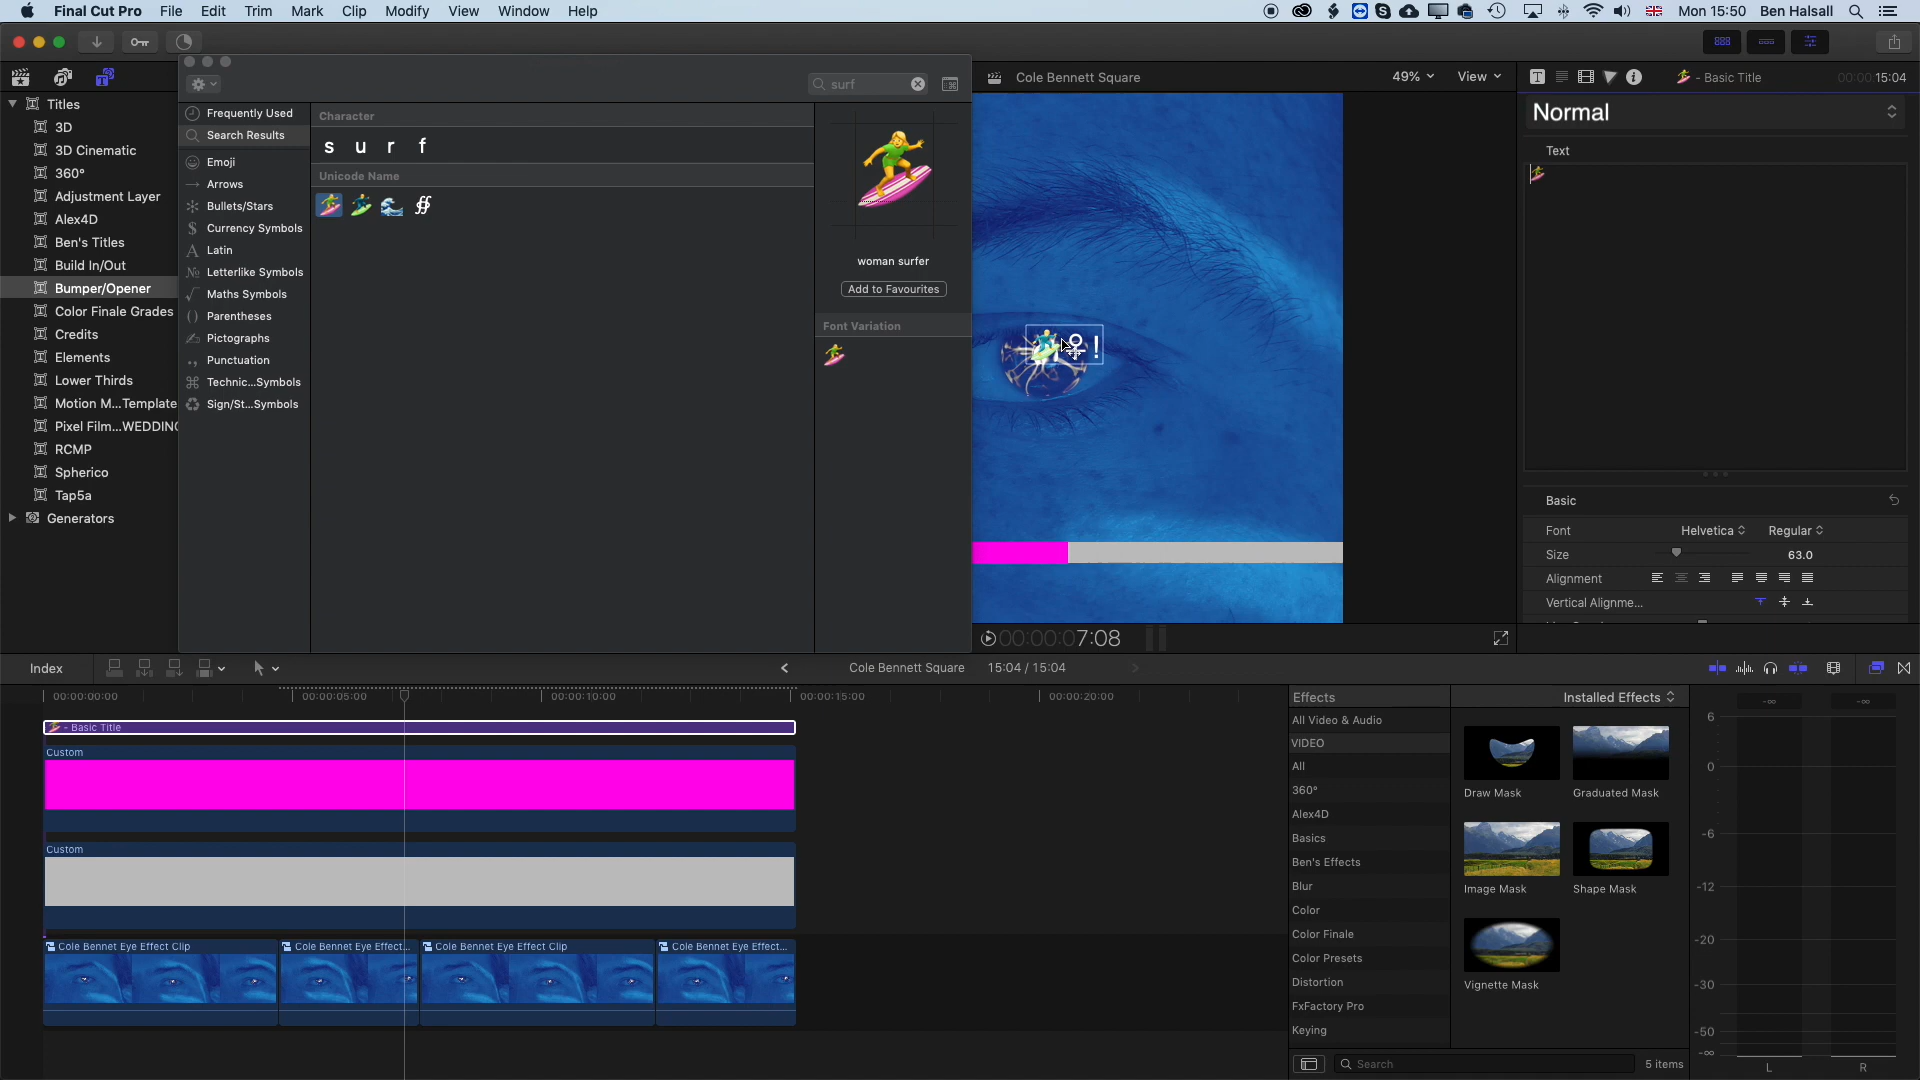 Final Cut Pro File Edit Trim Mark Clip Modify View Window Help Mon 15:50 Ben Halsall
surf
Cole Bennett Square 49% View
- Basic Title 00:00:15:04
Titles
3D
3D Cinematic
360°
Adjustment Layer
Alex4D
Ben's Titles
Build In/Out
Bumper/Opener
Color Finale Grades
Credits
Elements
Lower Thirds
Motion M...Template
Pixel Film...WEDDING
RCMP
Spherico
Tap5a
Generators
Frequently Used
Search Results
Emoji
Arrows
Bullets/Stars
Currency Symbols
Latin
Letterlike Symbols
Maths Symbols
Parentheses
Pictographs
Punctuation
Technic...Symbols
Sign/St...Symbols
Character
s u r f
Unicode Name
∯
woman surfer
Add to Favourites
Font Variation
Normal
Text
Basic
Font Helvetica Regular
Size 63.0
Alignment
Vertical Alignme...
00:00:07:08
Index
Cole Bennett Square 15:04 / 15:04
00:00:00:00 00:00:05:00 00:00:10:00 00:00:15:00 00:00:20:00
- Basic Title
Custom
Custom
Cole Bennet Eye Effect Clip Cole Bennet Eye Effect... Cole Bennet Eye Effect Clip Cole Bennet Eye Effect...
Effects Installed Effects
All Video & Audio
VIDEO
All
360°
Alex4D
Basics
Ben's Effects
Blur
Color
Color Finale
Color Presets
Distortion
FxFactory Pro
Keying
Draw Mask Graduated Mask
Image Mask Shape Mask
Vignette Mask
Search 5 items
-∞ -∞
6
0
-6
-12
-20
-30
-50
-∞
L R